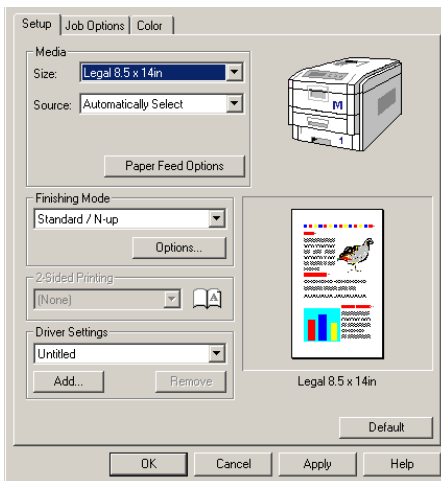 Setup
Job Options
Color
Media
Size:
Legal 8.5 x 14in
Source:
Automatically Select
M
1
Paper Feed Options
Finishing Mode
Standard / N-up
Options...
2-Sided Printing
(None)
A
Driver Settings
Untitled
Add...
Remove
Legal 8.5 x 14in
Default
OK
Cancel
Apply
Help